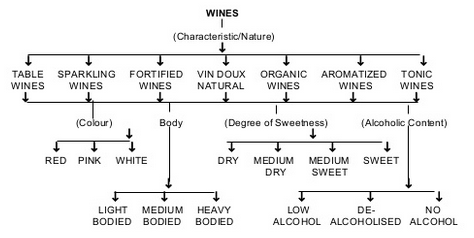 WINES
(Characteristic/Nature)
TABLE SPARKLING FORTIFIED VIN DOUX ORGANIC AROMATIZED TONIC
WINES WINES WINES NATURAL WINES WINES WINES
(Colour) Body (Degree of Sweetness) (Alcoholic Content)
RED PINK WHITE DRY MEDIUM MEDIUM SWEET
DRY SWEET
LIGHT MEDIUM HEAVY LOW DE- NO
BODIED BODIED BODIED ALCOHOL ALCOHOLISED ALCOHOL